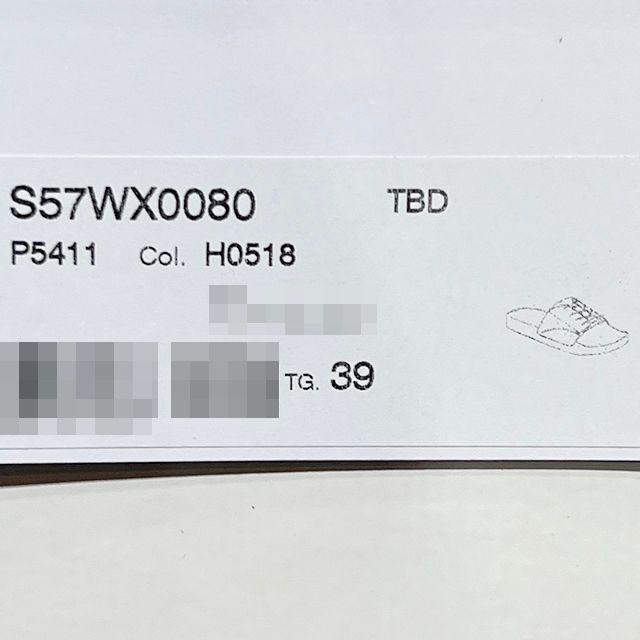 S57WX0080 TBD
P5411 Col. H0518
TG. 39